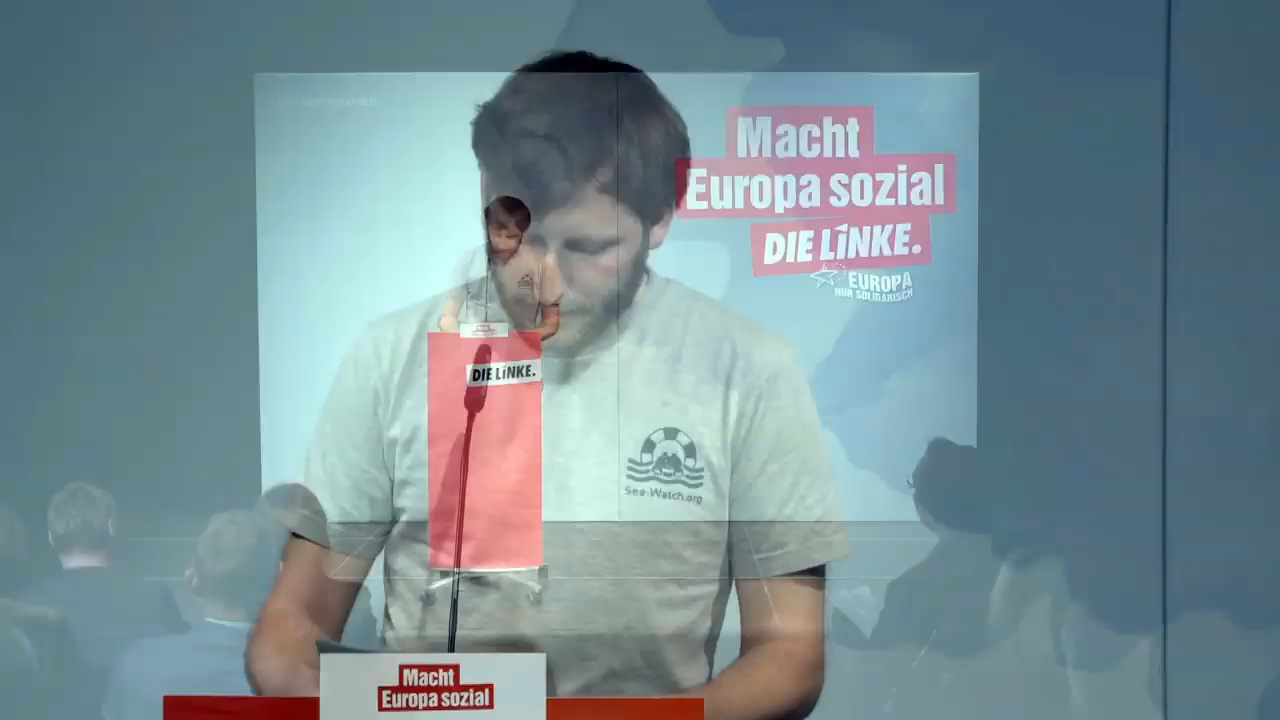 Macht
Europa sozial
DIE LINKE.
EUROPA
NUR SOLIDARISCH
DIE LINKE.
Sea-Watch.org
Macht
Europa sozial